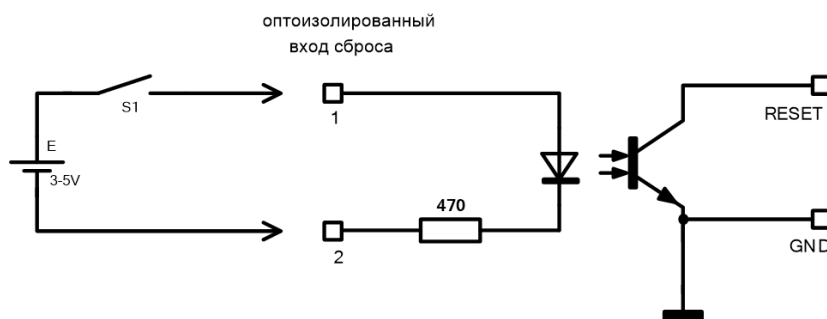 оптоизолированный
вход сброса
S1
1
RESET
E
3-5V
470
2
GND